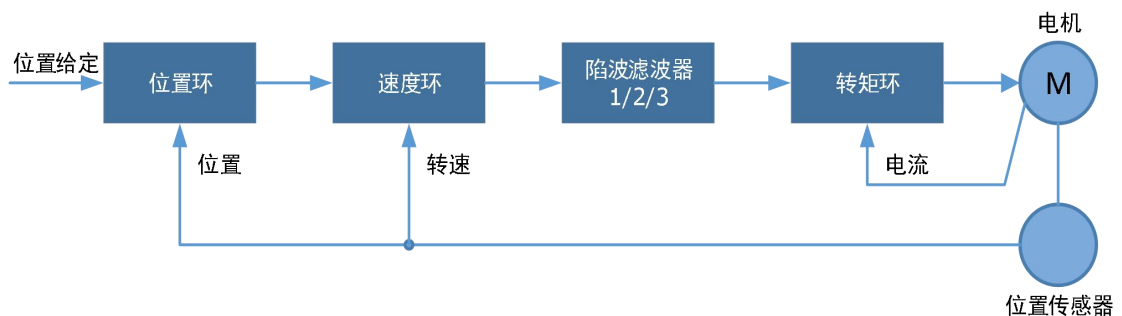 电机
位置给定
位置环
速度环
陷波滤波器
1/2/3
转矩环
M
位置
转速
电流
位置传感器